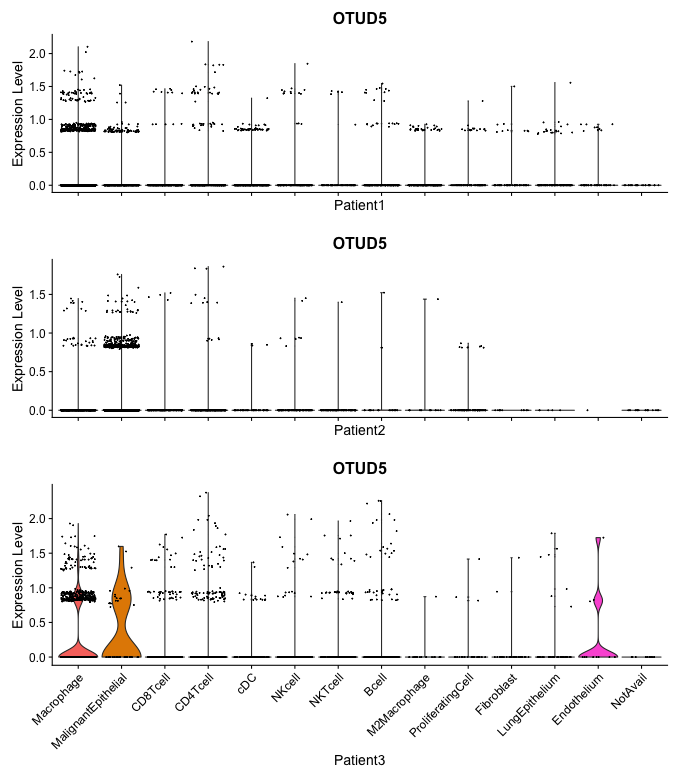 OTUD5
Expression Level
2.0
1.5
1.0
0.5
0.0
Patient1
OTUD5
Expression Level
1.5
1.0
0.5
0.0
Patient2
OTUD5
Expression Level
2.0
1.5
1.0
0.5
0.0
Macrophage
MalignantEpithelial
CD8Tcell
CD4Tcell
cDC
NKcell
NKTcell
Bcell
M2Macrophage
ProliferatingCell
Fibroblast
LungEpithelium
Endothelium
NotAvail
Patient3